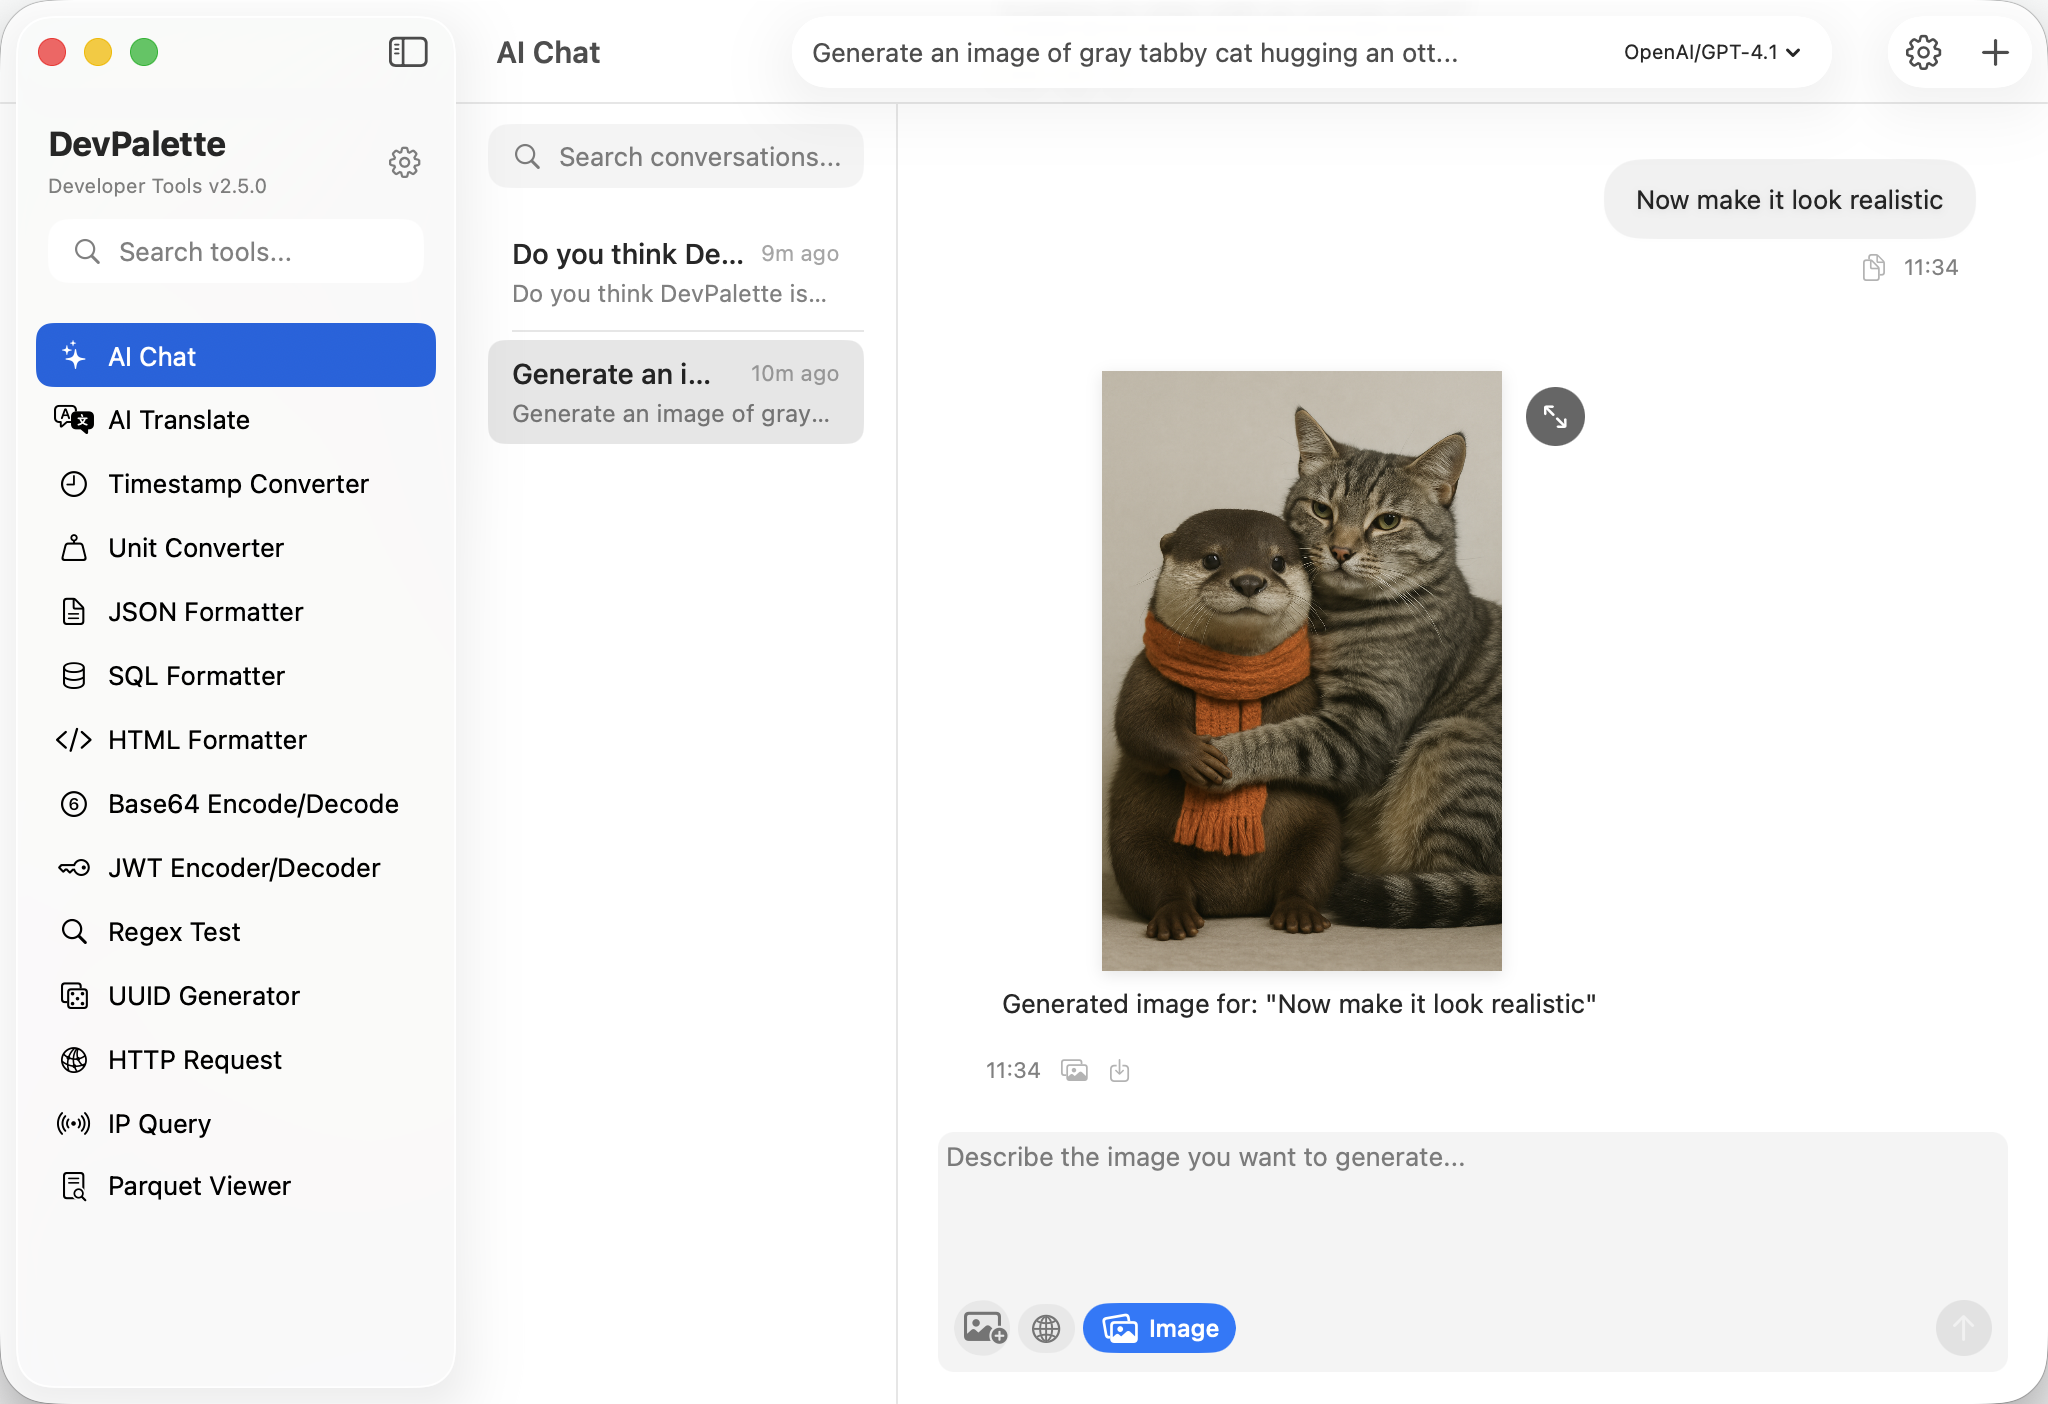 DevPalette
Developer Tools v2.5.0
Search tools...
AI Chat
AI Translate
Timestamp Converter
Unit Converter
JSON Formatter
SQL Formatter
HTML Formatter
Base64 Encode/Decode
JWT Encoder/Decoder
Regex Test
UUID Generator
HTTP Request
IP Query
Parquet Viewer
AI Chat
Generate an image of gray tabby cat hugging an ott...
OpenAI/GPT-4.1
Search conversations...
Do you think De... 9m ago
Do you think DevPalette is...
Generate an i... 10m ago
Generate an image of gray...
Now make it look realistic
11:34
Generated image for: "Now make it look realistic"
11:34
Describe the image you want to generate...
Image